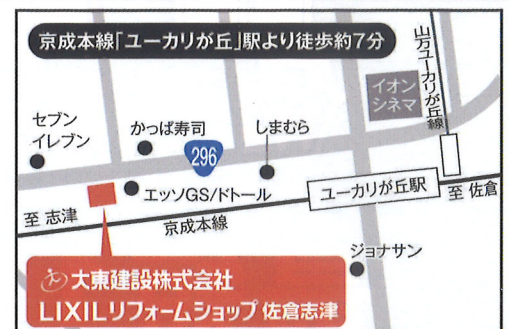 京成本線「ユーカリが丘」駅より徒歩約7分
山万ユーカリが丘線
イオン
シネマ
セブン
イレブン
かっぱ寿司
しまむら
296
エッソGS/ドトール
ユーカリが丘駅
至 佐倉
至 志津
京成本線
ジョナサン
大東建設株式会社
LIXILリフォームショップ 佐倉志津